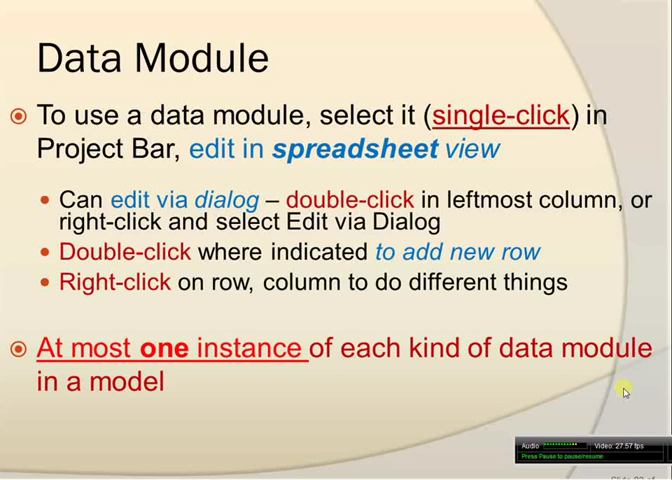 Data Module
To use a data module, select it (single-click) in
Project Bar, edit in spreadsheet view
Can edit via dialog – double-click in leftmost column, or
right-click and select Edit via Dialog
Double-click where indicated to add new row
Right-click on row, column to do different things
At most one instance of each kind of data module
in a model
Audio Video: 27.57 fps
Press Pause to pause/resume